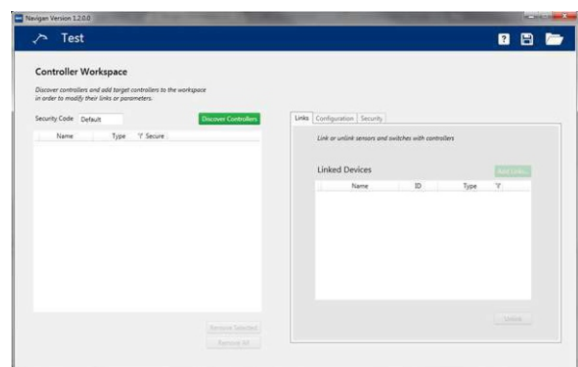 Navigan Version 1.2.0.0
Test
?
Controller Workspace
Discover controllers and add target controllers to the workspace
in order to modify their links or parameters.
Security Code Default Discover Controllers
Name Type Secure
Remove Selected
Remove All
Links Configuration Security
Link or unlink sensors and switches with controllers
Linked Devices New Links...
Name ID Type
Unlink